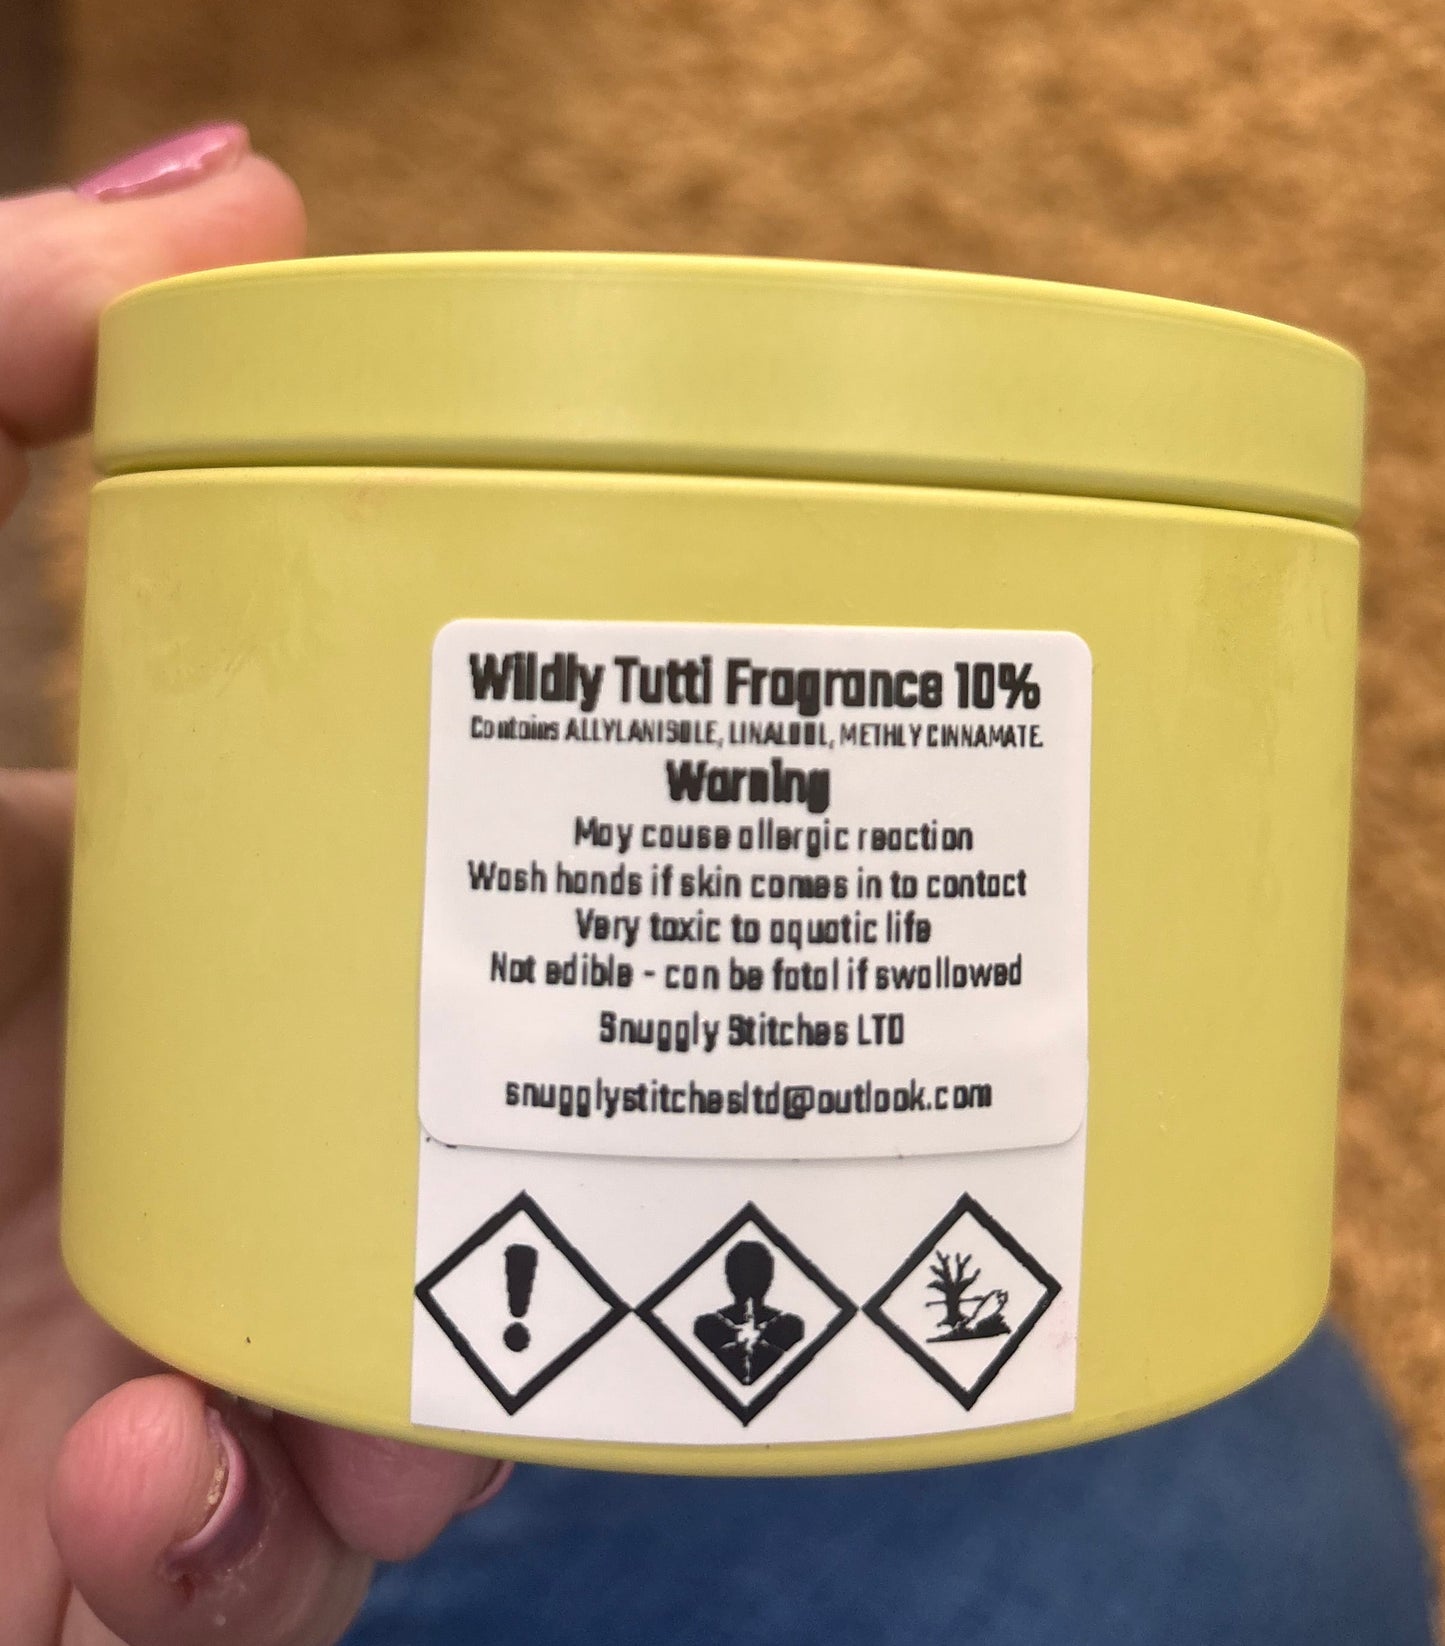 Wildly Tutti Fragrance 10%
Contains ALLYLANISOLE, LINALOOL, METHLY CINNAMATE.
Warning
May cause allergic reaction
Wash hands if skin comes in to contact
Very toxic to aquatic life
Not edible - can be fatal if swallowed
Snuggly Stitches LTD
snugglystitchesltd@outlook.com